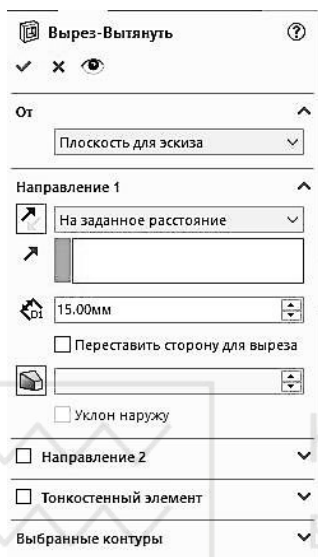 Вырез-Вытянуть
От
Плоскость для эскиза
Направление 1
На заданное расстояние
D1 15.00мм
Переставить сторону для выреза
Уклон наружу
Направление 2
Тонкостенный элемент
Выбранные контуры